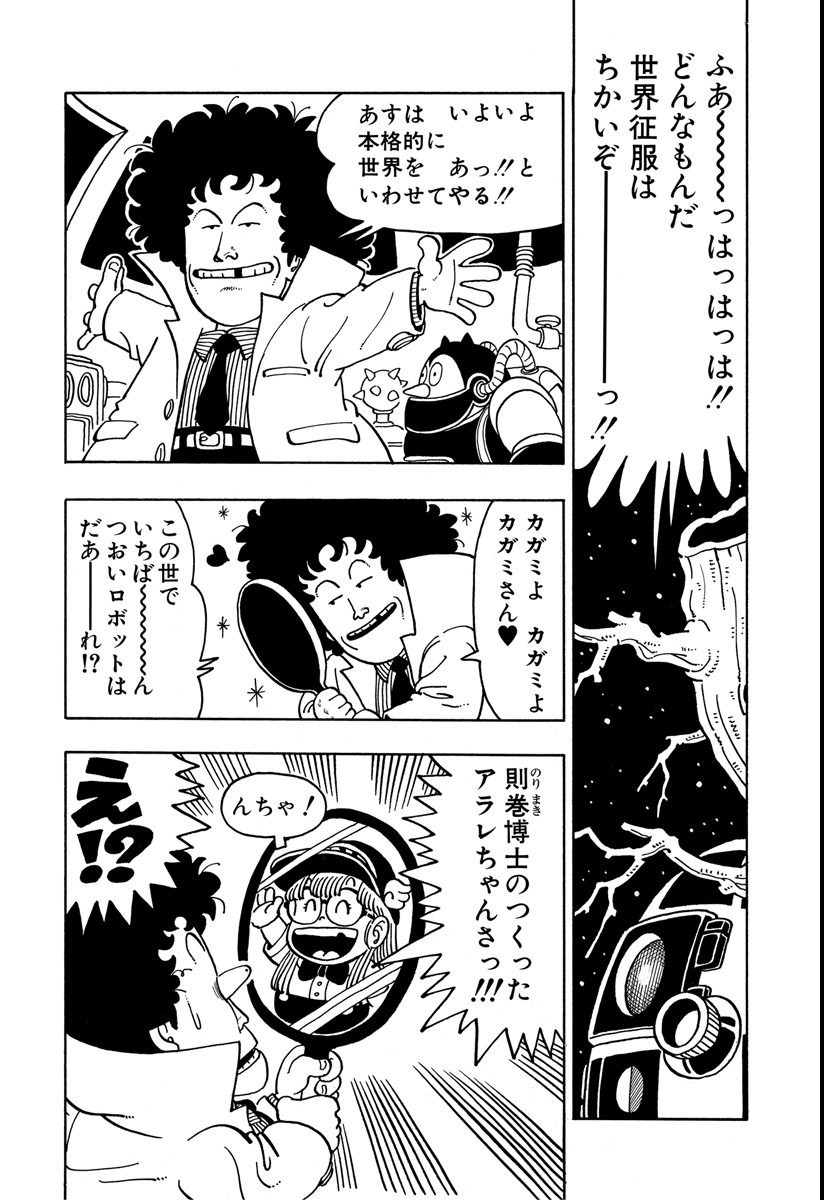 ふあ〜〜〜っはっはっは!!
どんなもんだ
世界征服は
ちかいぞ―――――っ!!
あすは いよいよ
本格的に
世界を あっ!!と
いわせてやる!!
カガミよ カガミよ
カガミさん♥
この世で
いちば〜〜〜〜ん
つおいロボットは
だあ――れ!?
則巻博士のつくった
のりまき
アラレちゃんさっ!!!
んちゃ!
え!?